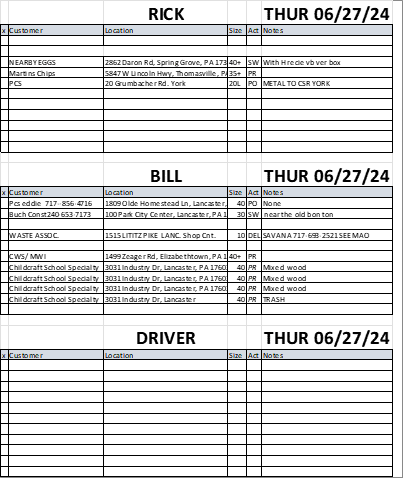 RICK THUR 06/27/24
x Customer Location Size Act Notes
NEARBY EGGS 2862 Daron Rd, Spring Grove, PA 173 40+ SW With Hrecie vb ver box
Martins Chips 5847 W Lincoln Hwy, Thomasville, PA 35+ PR
PCS 20 Grumbacher Rd. York 20L PO METAL TO CSR YORK
BILL THUR 06/27/24
x Customer Location Size Act Notes
Pcs eddie 717--856-4716 1809 Olde Homestead Ln, Lancaster, 40 PO None
Buch Const240-653-7173 100 Park City Center, Lancaster, PA 1 30 SW near the old bon ton
WASTE ASSOC. 1515 LITITZ PIKE LANC. Shop Cnt. 10 DEL SAVANA 717-693-2521 SEE MAO
CWS/ MWI 1499 Zeager Rd, Elizabethtown, PA 1 40+ PR
Childcraft School Specialty 3031 Industry Dr, Lancaster, PA 1760 40 PR Mixed wood
Childcraft School Specialty 3031 Industry Dr, Lancaster, PA 1760 40 PR Mixed wood
Childcraft School Specialty 3031 Industry Dr, Lancaster, PA 1760 40 PR Mixed wood
Childcraft School Specialty 3031 Industry Dr, Lancaster 40 PR TRASH
DRIVER THUR 06/27/24
x Customer Location Size Act Notes